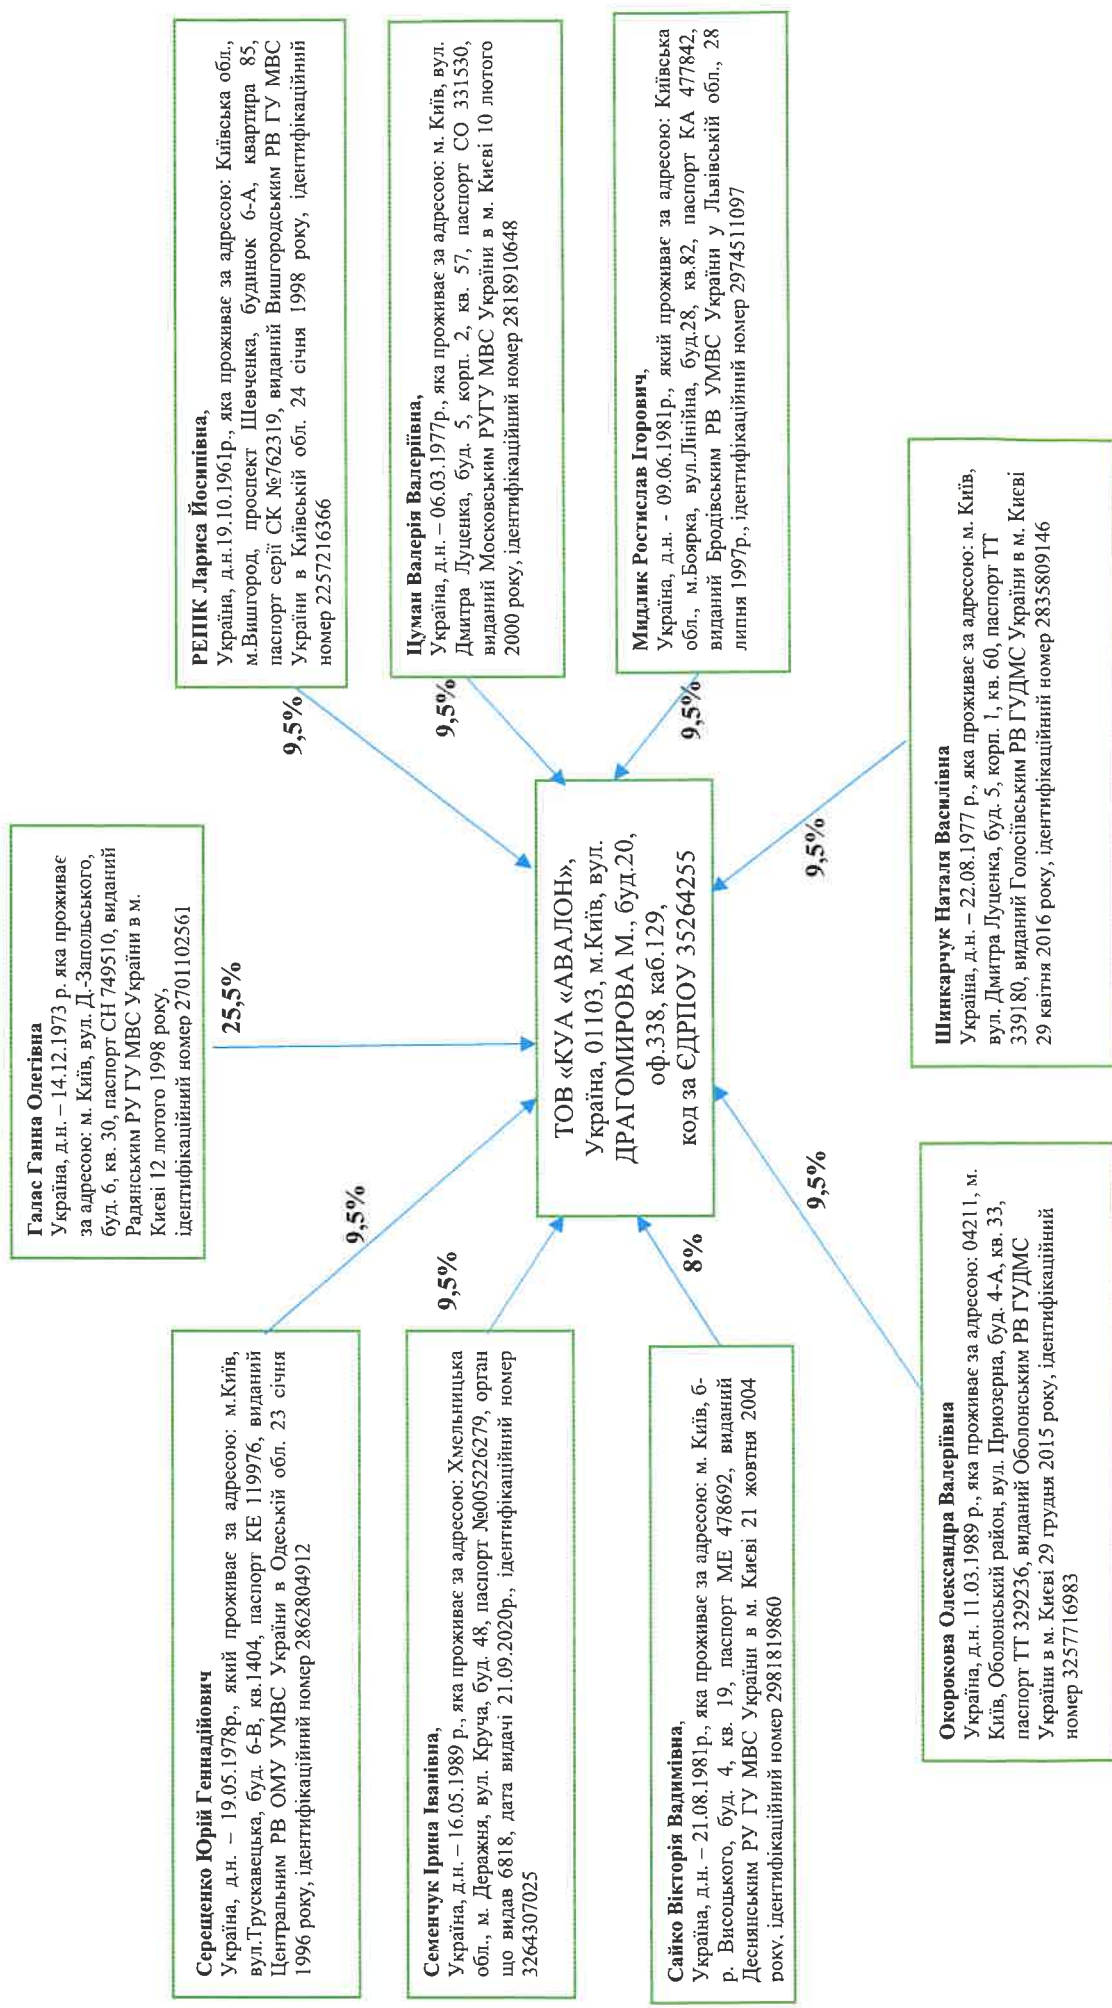 Галас Ганна Олегівна
Україна, д.н. – 14.12.1973 р. яка проживає
за адресою: м. Київ, вул. Д.-Запольського,
буд. 6, кв. 30, паспорт СН 749510, виданий
Радянським РУ ГУ МВС України в м.
Києві 12 лютого 1998 року,
ідентифікаційний номер 2701102561
25,5%
Серещенко Юрій Геннадійович
Україна, д.н. – 19.05.1978р., який проживає за адресою: м.Київ,
вул.Трускавецька, буд. 6-В, кв.1404, паспорт КЕ 119976, виданий
Центральним РВ ОМУ УМВС України в Одеській обл. 23 січня
1996 року, ідентифікаційний номер 2862804912
9,5%
РЕПІК Лариса Йосипівна,
Україна, д.н.19.10.1961р., яка проживає за адресою: Київська обл.,
м.Вишгород, проспект Шевченка, будинок 6-А, квартира 85,
паспорт серії СК №762319, виданий Вишгородським РВ ГУ МВС
України в Київській обл. 24 січня 1998 року, ідентифікаційний
номер 2257216366
9,5%
Семенчук Ірина Іванівна,
Україна, д.н. – 16.05.1989 р., яка проживає за адресою: Хмельницька
обл., м. Деражня, вул. Круча, буд. 48, паспорт №005226279, орган
що видав 6818, дата видачі 21.09.2020р., ідентифікаційний номер
3264307025
9,5%
Цуман Валерія Валеріївна,
Україна, д.н. – 06.03.1977р., яка проживає за адресою: м. Київ, вул.
Дмитра Луценка, буд. 5, корп. 2, кв. 57, паспорт СО 331530,
виданий Московським РУГУ МВС України в м. Києві 10 лютого
2000 року, ідентифікаційний номер 2818910648
9,5%
ТОВ «КУА «АВАЛОН»,
Україна, 01103, м.Київ, вул.
ДРАГОМИРОВА М., буд.20,
оф.338, каб.129,
код за ЄДРПОУ 35264255
Сайко Вікторія Вадимівна,
Україна, д.н. – 21.08.1981р., яка проживає за адресою: м. Київ, б-
р. Висоцького, буд. 4, кв. 19, паспорт МЕ 478692, виданий
Деснянським РУ ГУ МВС України в м. Києві 21 жовтня 2004
року, ідентифікаційний номер 2981819860
8%
Мидлик Ростислав Ігорович,
Україна, д.н. - 09.06.1981р., який проживає за адресою: Київська
обл., м.Боярка, вул.Лінійна, буд.28, кв.82, паспорт КА 477842,
виданий Бродівським РВ УМВС України у Львівській обл., 28
липня 1997р., ідентифікаційний номер 2974511097
9,5%
Окорокова Олександра Валеріївна
Україна, д.н. 11.03.1989 р., яка проживає за адресою: 04211, м.
Київ, Оболонський район, вул. Приозерна, буд. 4-А, кв. 33,
паспорт ТТ 329236, виданий Оболонським РВ ГУДМС
України в м. Києві 29 грудня 2015 року, ідентифікаційний
номер 3257716983
9,5%
Шинкарчук Наталя Василівна
Україна, д.н. – 22.08.1977 р., яка проживає за адресою: м. Київ,
вул. Дмитра Луценка, буд. 5, корп. 1, кв. 60, паспорт ТТ
339180, виданий Голосіївським РВ ГУДМС України в м. Києві
29 квітня 2016 року, ідентифікаційний номер 2835809146
9,5%